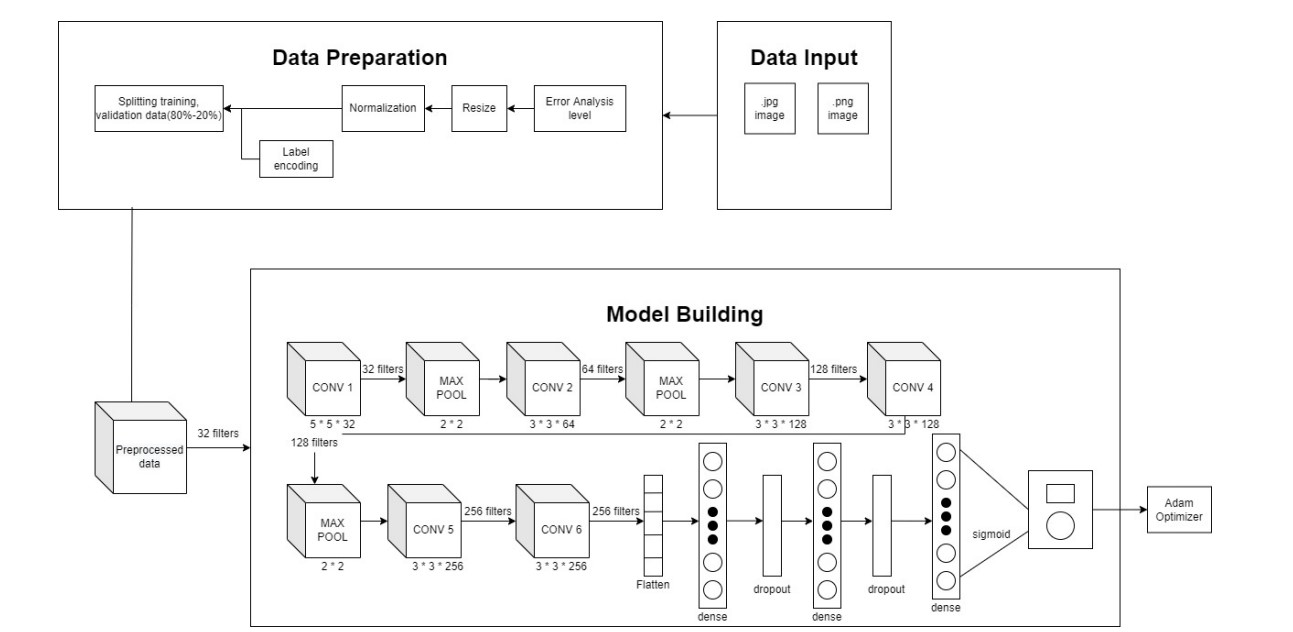 Data Preparation
Splitting training,
validation data(80%-20%)
Normalization
Resize
Error Analysis
level
Label
encoding
Data Input
.jpg
image
.png
image
Preprocessed
data
32 filters
Model Building
CONV 1
5 * 5 * 32
32 filters
MAX
POOL
2 * 2
CONV 2
3 * 3 * 64
64 filters
MAX
POOL
2 * 2
CONV 3
3 * 3 * 128
128 filters
CONV 4
3 * 3 * 128
128 filters
MAX
POOL
2 * 2
CONV 5
3 * 3 * 256
256 filters
CONV 6
3 * 3 * 256
256 filters
Flatten
dense
dropout
dense
dropout
dense
sigmoid
Adam
Optimizer